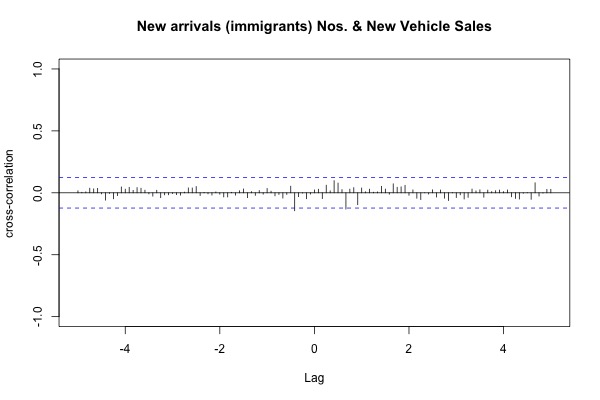 New arrivals (immigrants) Nos. & New Vehicle Sales
cross-correlation
1.0
0.5
0.0
-0.5
-1.0
-4 -2 0 2 4
Lag